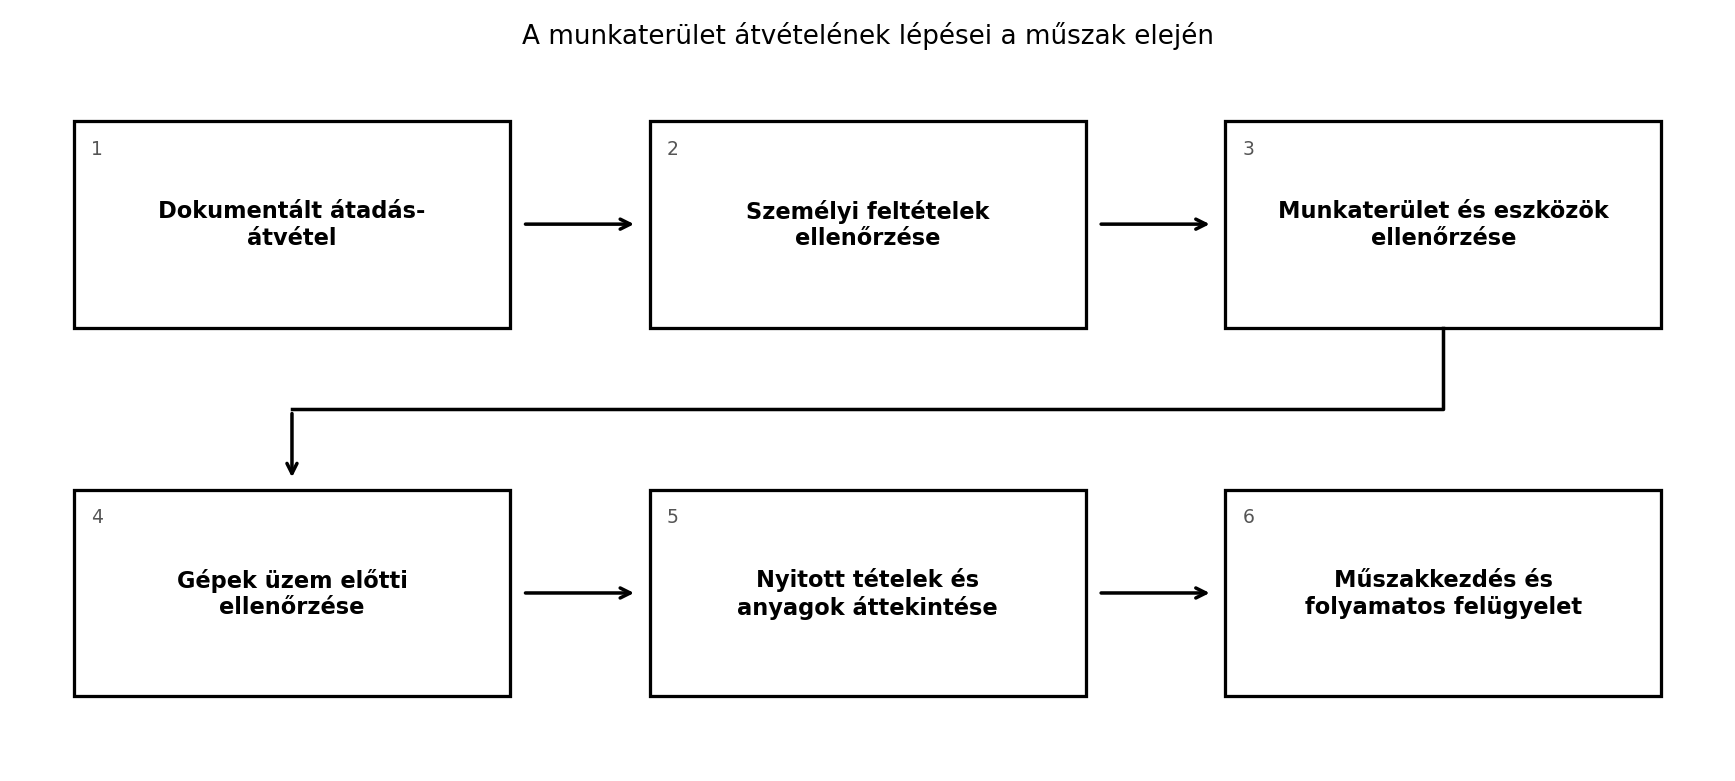 A munkaterület átvételének lépései a műszak elején
1
Dokumentált átadás-
átvétel
2
Személyi feltételek
ellenőrzése
3
Munkaterület és eszközök
ellenőrzése
4
Gépek üzem előtti
ellenőrzése
5
Nyitott tételek és
anyagok áttekintése
6
Műszakkezdés és
folyamatos felügyelet